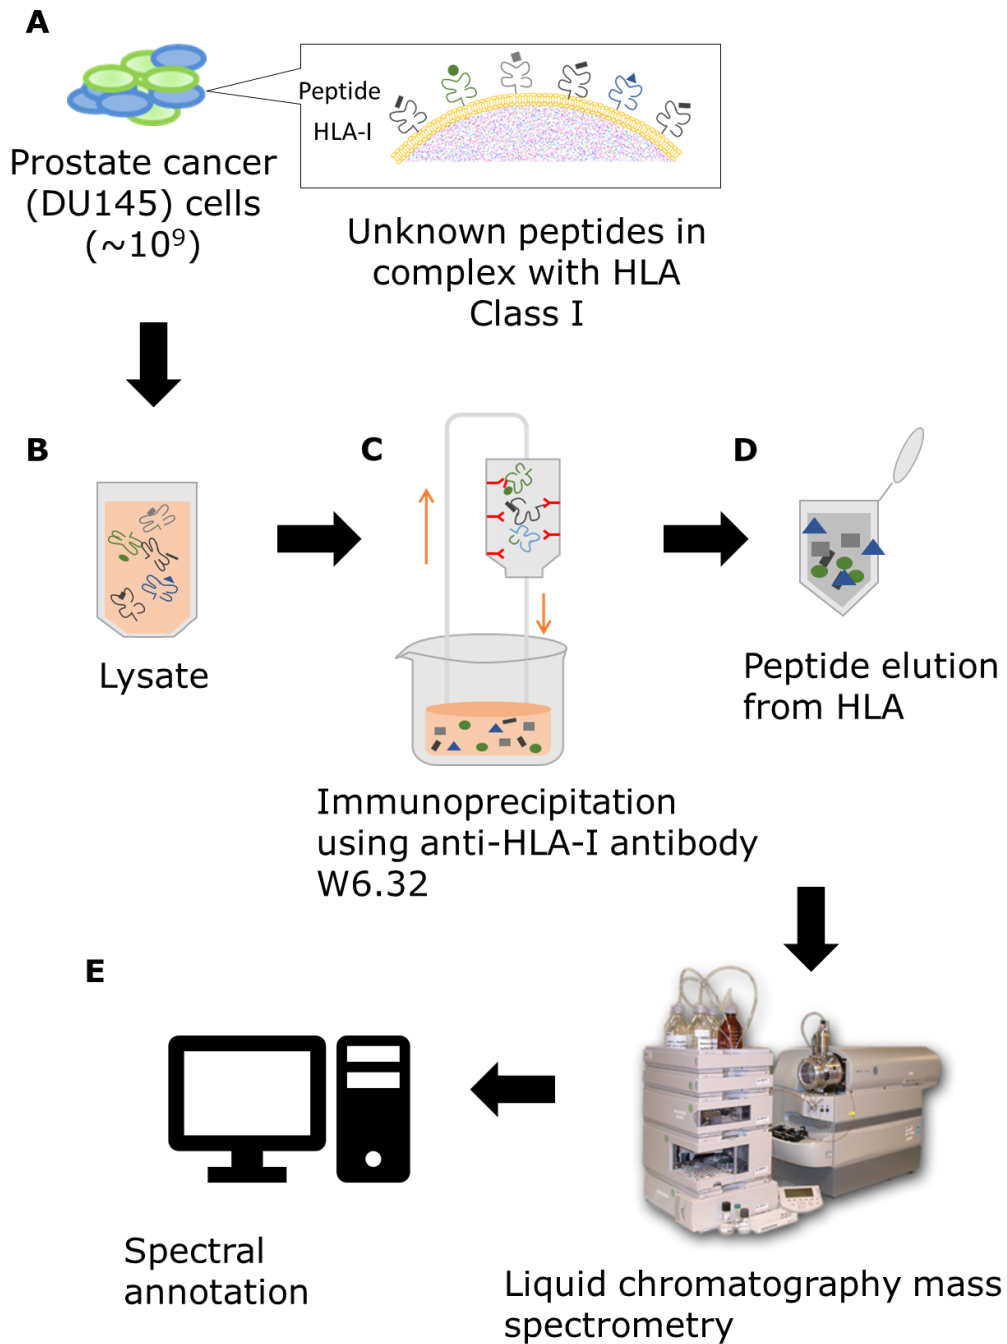 A
Peptide
HLA-I
Prostate cancer
(DU145) cells
(~10⁹)
Unknown peptides in
complex with HLA
Class I
B
Lysate
C
Immunoprecipitation
using anti-HLA-I antibody
W6.32
D
Peptide elution
from HLA
E
Spectral
annotation
Liquid chromatography mass
spectrometry